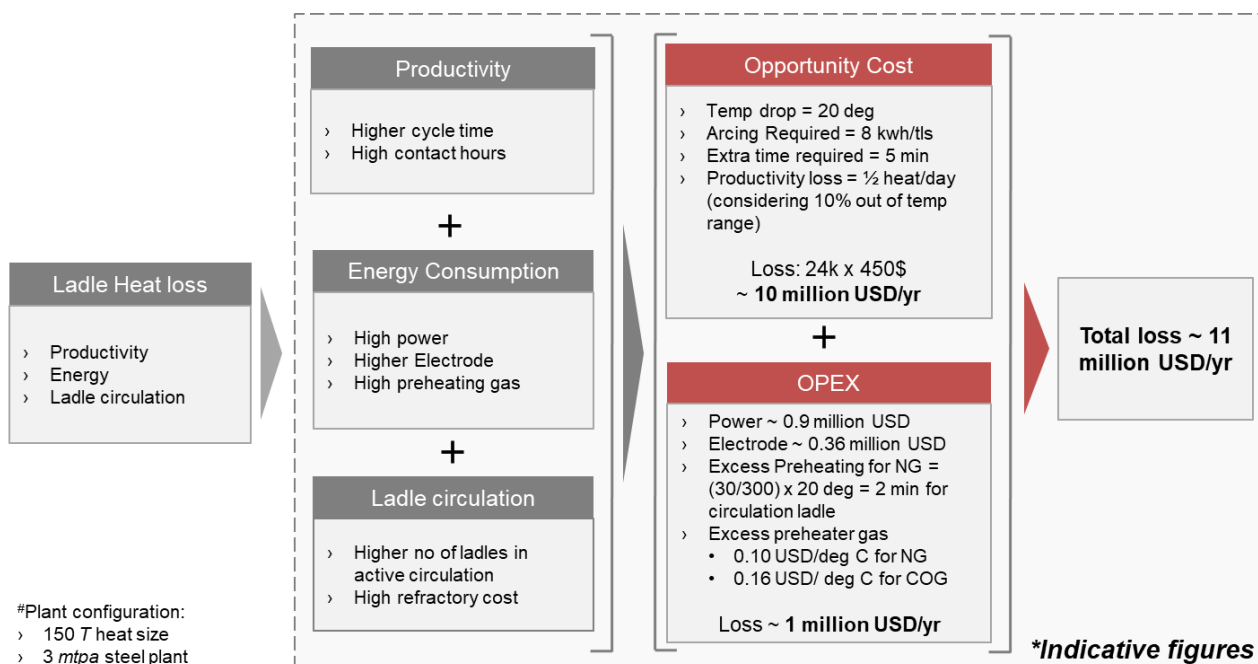 Ladle Heat loss
› Productivity
› Energy
› Ladle circulation
#Plant configuration:
› 150 T heat size
› 3 mtpa steel plant
Productivity
› Higher cycle time
› High contact hours
+
Energy Consumption
› High power
› Higher Electrode
› High preheating gas
+
Ladle circulation
› Higher no of ladles in
active circulation
› High refractory cost
Opportunity Cost
› Temp drop = 20 deg
› Arcing Required = 8 kwh/tls
› Extra time required = 5 min
› Productivity loss = ½ heat/day
(considering 10% out of temp
range)
Loss: 24k x 450$
~ 10 million USD/yr
+
OPEX
› Power ~ 0.9 million USD
› Electrode ~ 0.36 million USD
› Excess Preheating for NG =
(30/300) x 20 deg = 2 min for
circulation ladle
› Excess preheater gas
• 0.10 USD/deg C for NG
• 0.16 USD/ deg C for COG
Loss ~ 1 million USD/yr
Total loss ~ 11
million USD/yr
*Indicative figures